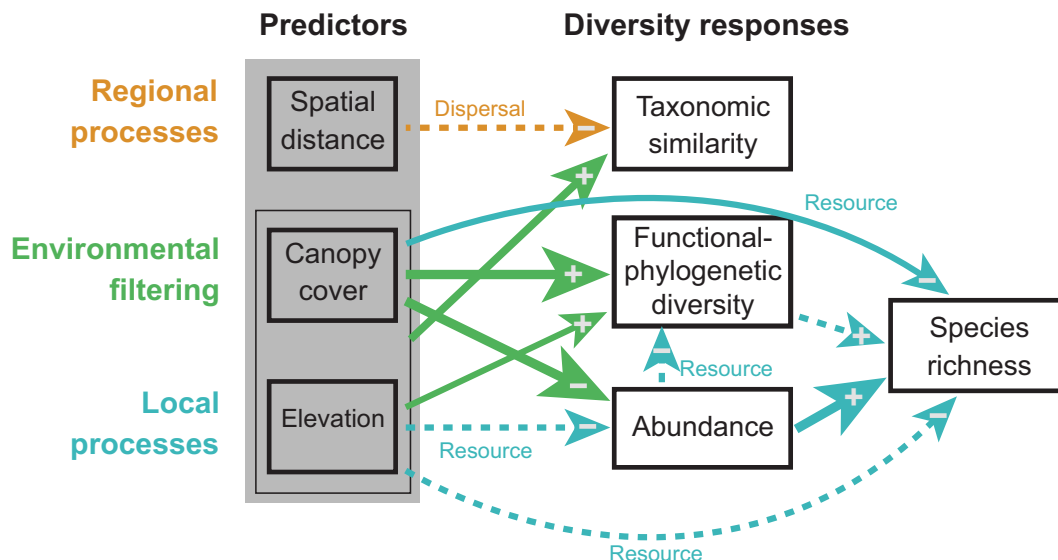 Predictors
Diversity responses
Regional
processes
Spatial
distance
Dispersal
−
Taxonomic
similarity
+
Resource
Environmental
filtering
Canopy
cover
+
Functional-
phylogenetic
diversity
−
+
+
Species
richness
−
−
Resource
Local
processes
Elevation
−
Resource
Abundance
+
−
Resource